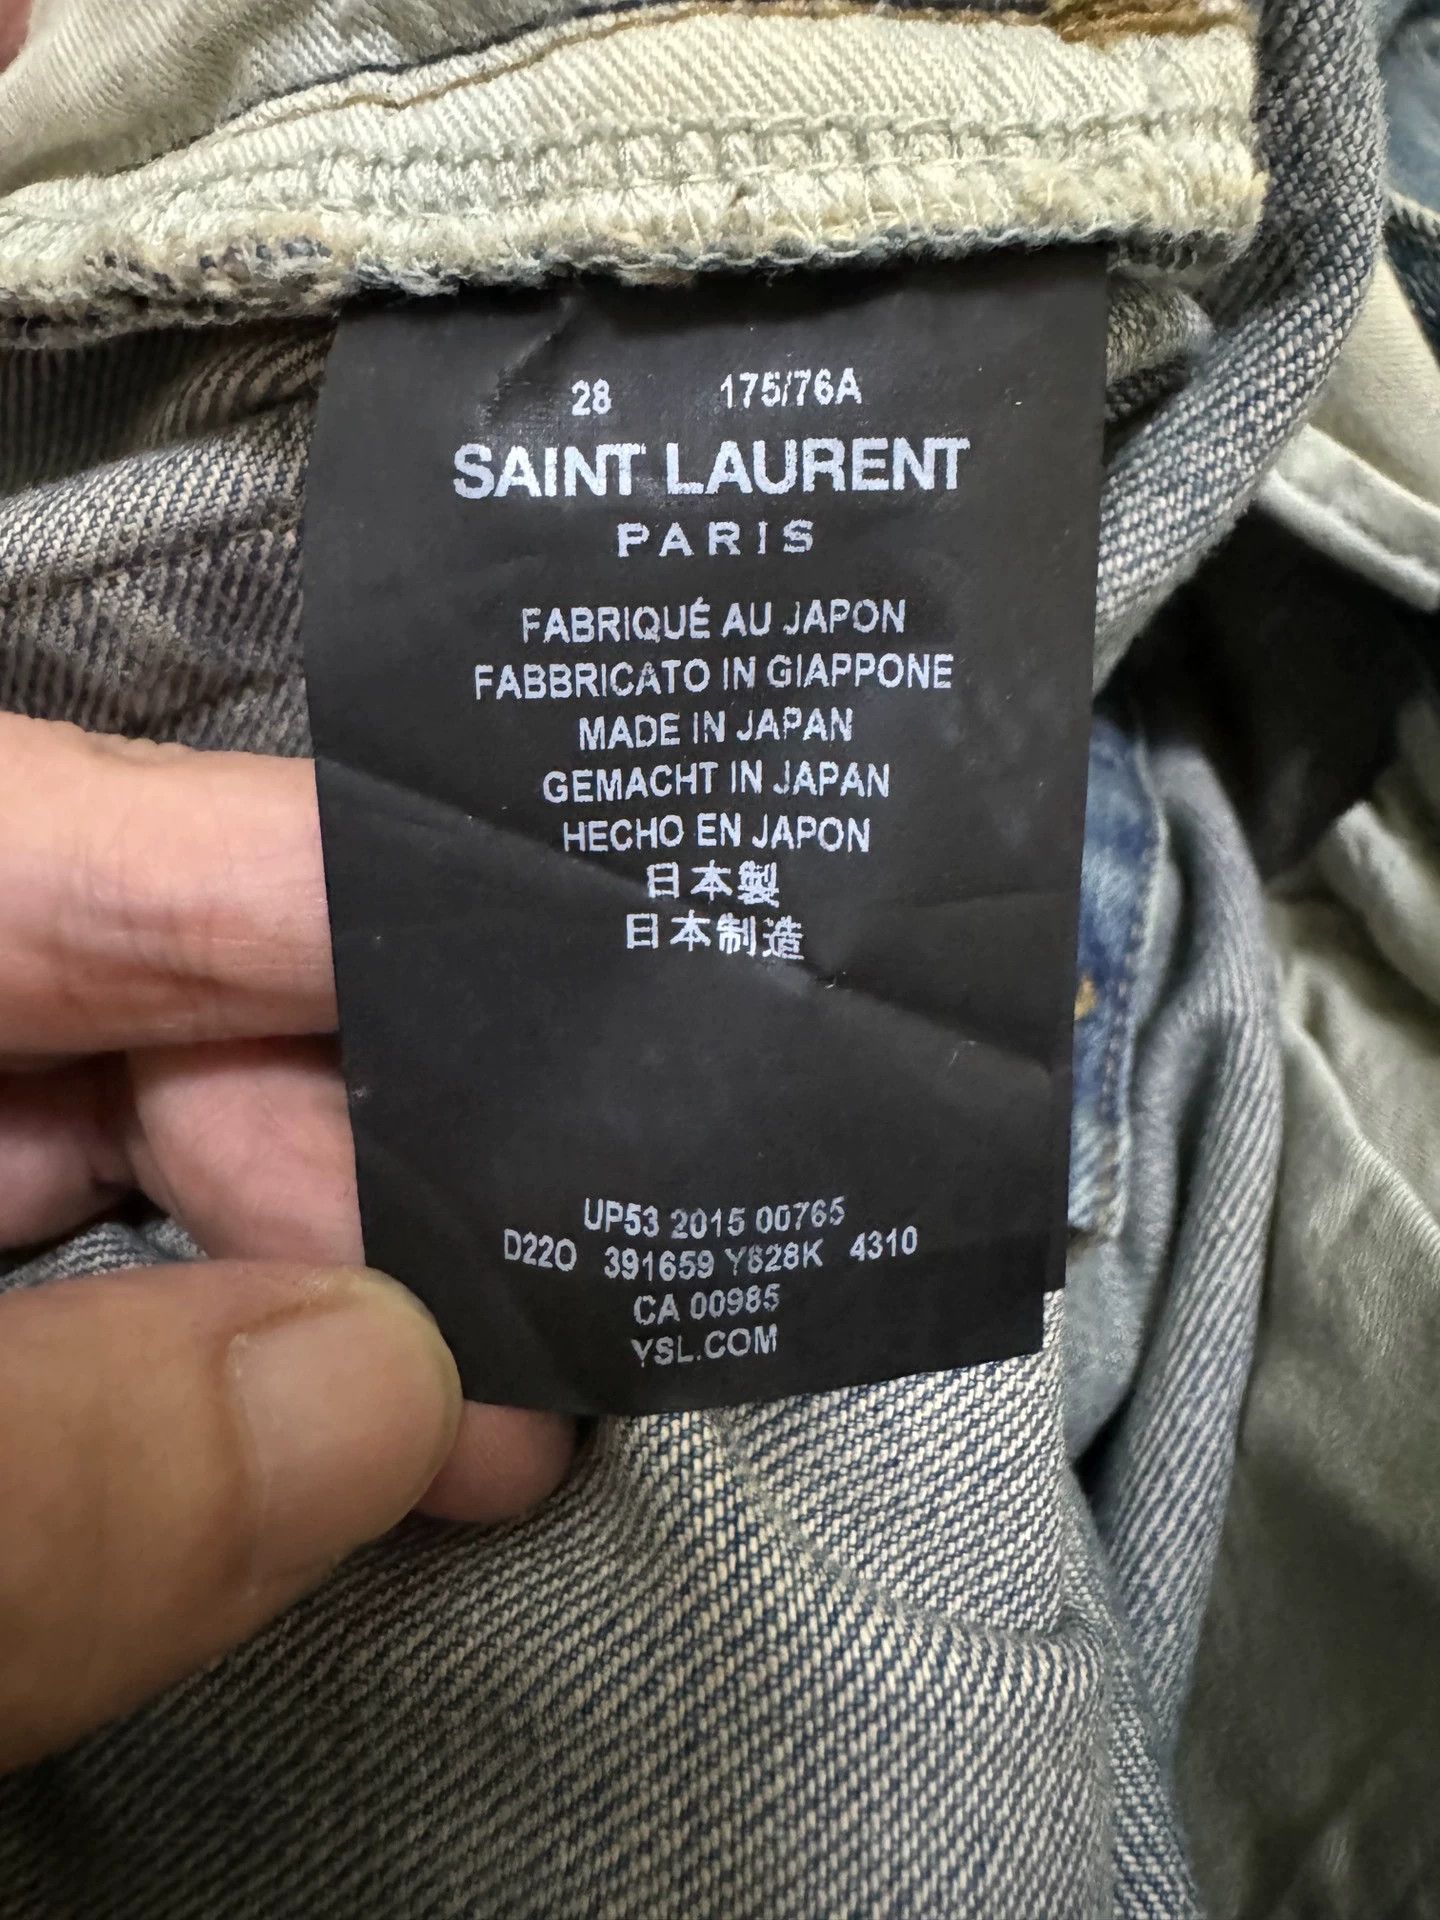 28 175/76A
SAINT LAURENT
PARIS
FABRIQUÉ AU JAPON
FABBRICATO IN GIAPPONE
MADE IN JAPAN
GEMACHT IN JAPAN
HECHO EN JAPON
日本製
日本制造
UP53 2015 00765
D22O 391659 Y828K 4310
CA 00985
YSL.COM